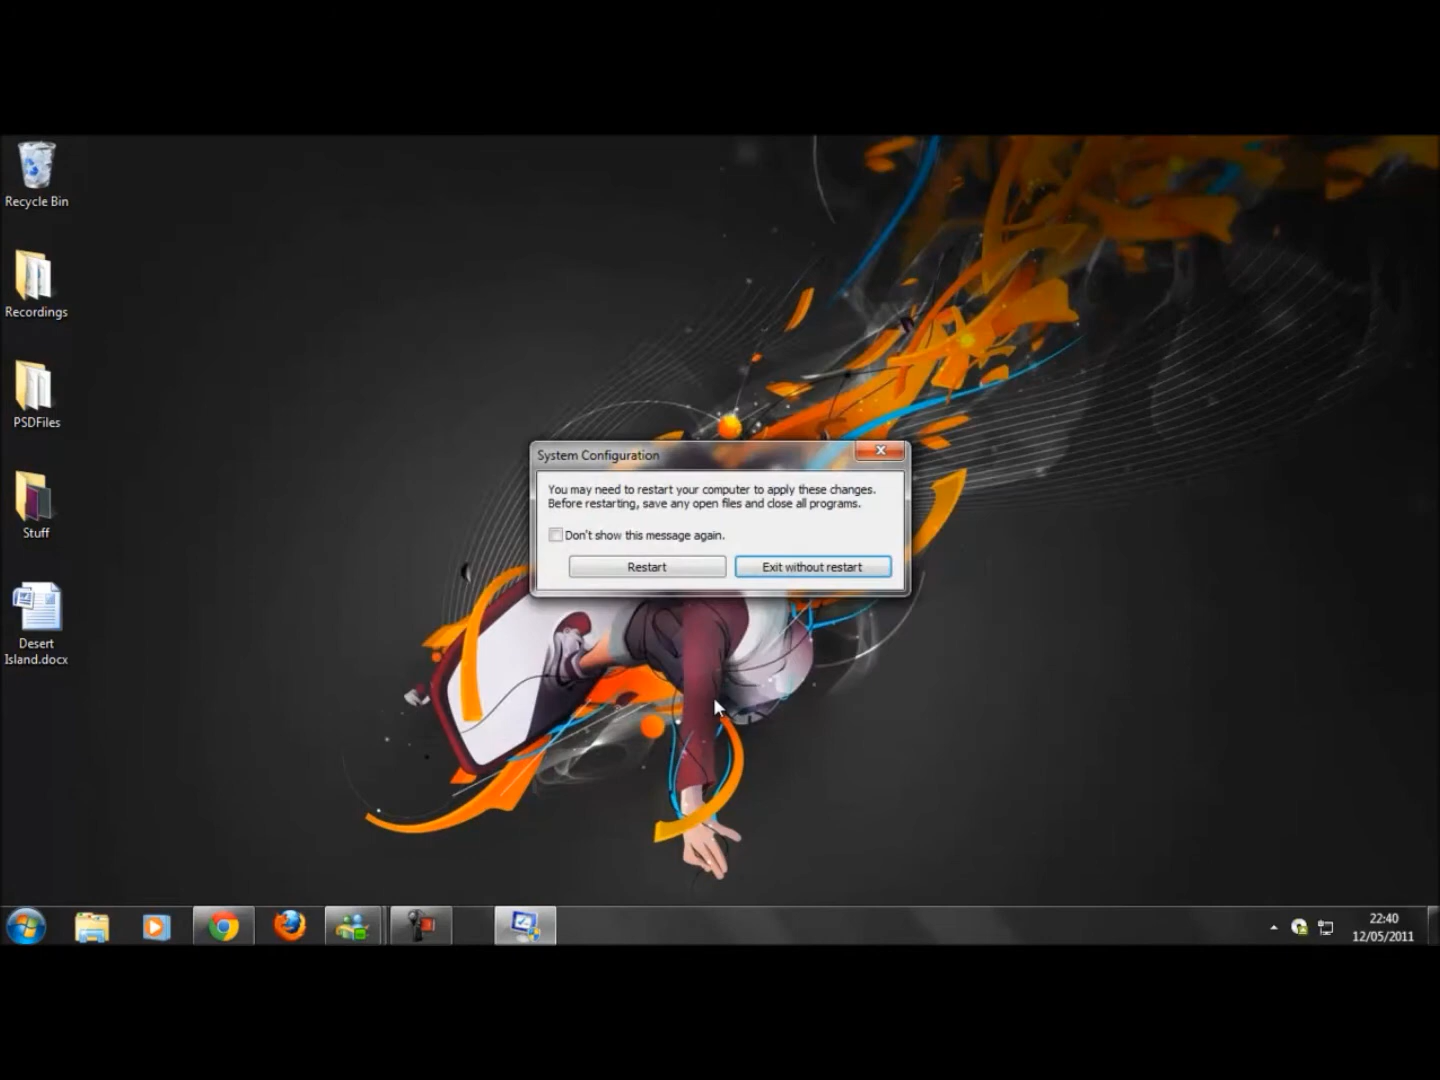 Recycle Bin
Recordings
PSDFiles
Stuff
Desert
Island.docx
System Configuration
You may need to restart your computer to apply these changes.
Before restarting, save any open files and close all programs.
Don't show this message again.
Restart
Exit without restart
22:40
12/05/2011